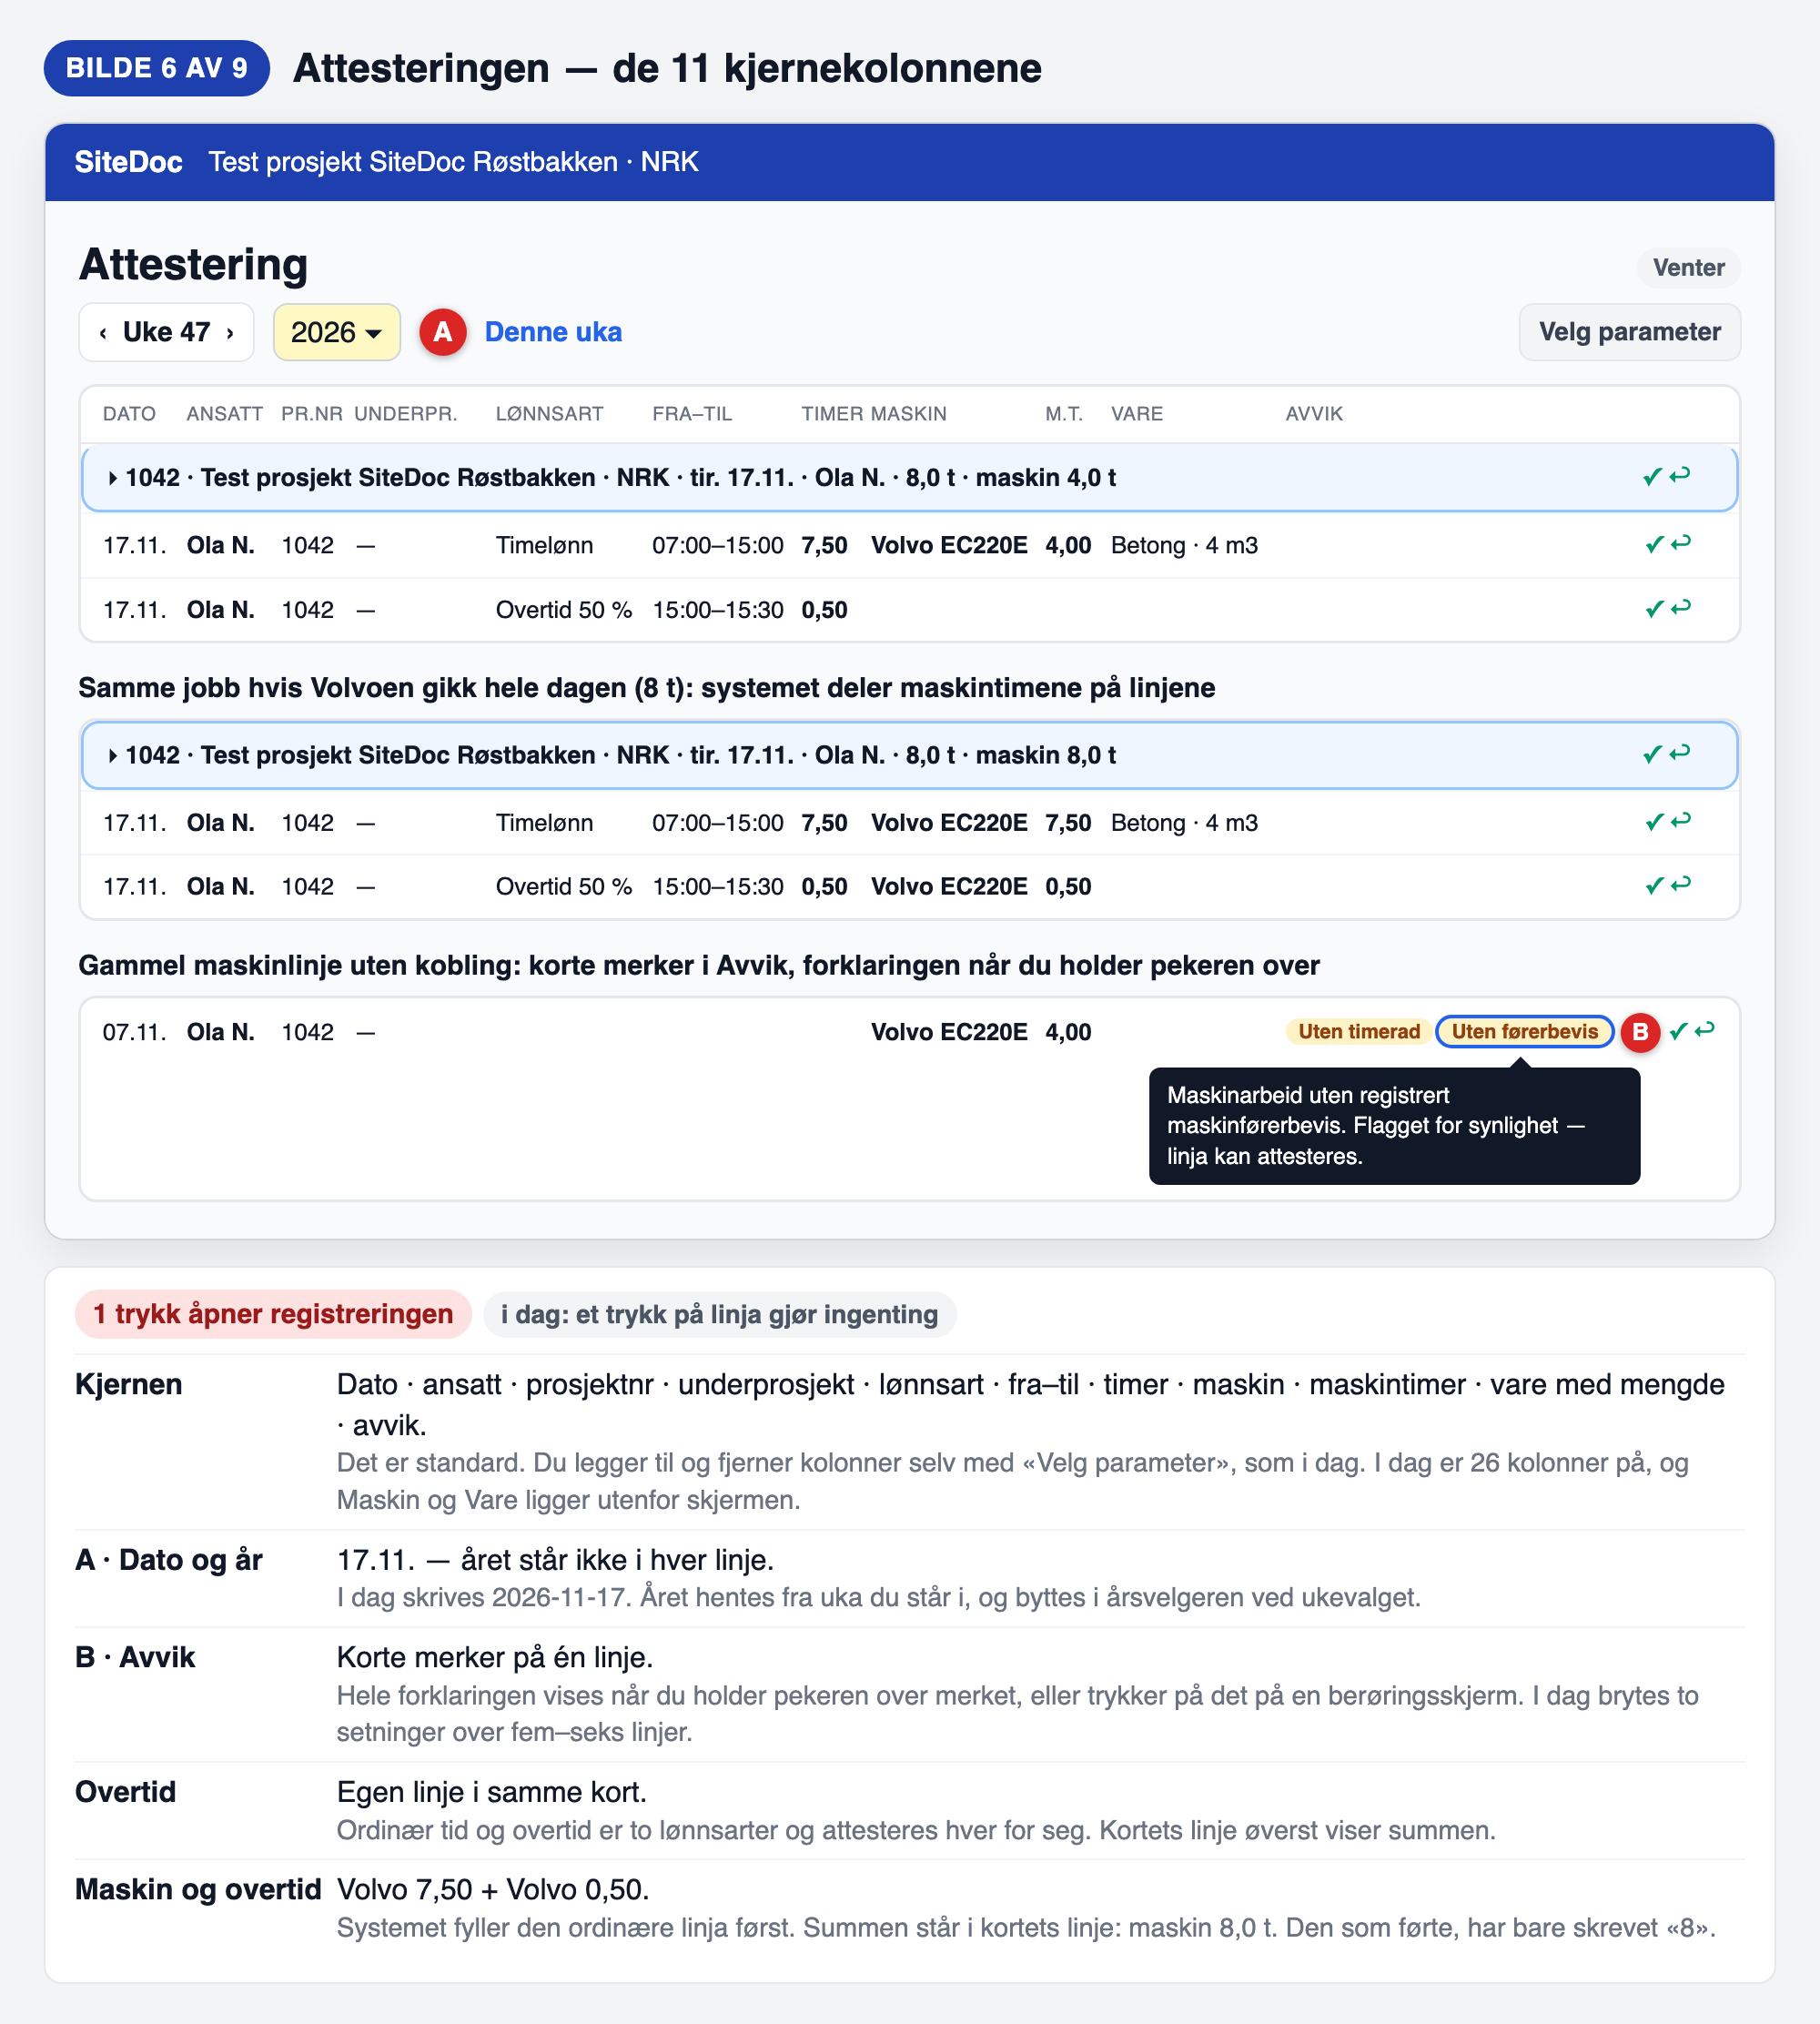 BILDE 6 AV 9 Attesteringen — de 11 kjernekolonnene
SiteDoc Test prosjekt SiteDoc Røstbakken · NRK
Attestering Venter
‹ Uke 47 › 2026 A Denne uka Velg parameter
DATO ANSATT PR.NR UNDERPR. LØNNSART FRA–TIL TIMER MASKIN M.T. VARE AVVIK
1042 · Test prosjekt SiteDoc Røstbakken · NRK · tir. 17.11. · Ola N. · 8,0 t · maskin 4,0 t ✓ ↩
17.11. Ola N. 1042 — Timelønn 07:00–15:00 7,50 Volvo EC220E 4,00 Betong · 4 m3 ✓ ↩
17.11. Ola N. 1042 — Overtid 50 % 15:00–15:30 0,50 ✓ ↩
Samme jobb hvis Volvoen gikk hele dagen (8 t): systemet deler maskintimene på linjene
1042 · Test prosjekt SiteDoc Røstbakken · NRK · tir. 17.11. · Ola N. · 8,0 t · maskin 8,0 t ✓ ↩
17.11. Ola N. 1042 — Timelønn 07:00–15:00 7,50 Volvo EC220E 7,50 Betong · 4 m3 ✓ ↩
17.11. Ola N. 1042 — Overtid 50 % 15:00–15:30 0,50 Volvo EC220E 0,50 ✓ ↩
Gammel maskinlinje uten kobling: korte merker i Avvik, forklaringen når du holder pekeren over
07.11. Ola N. 1042 — Volvo EC220E 4,00 Uten timerad Uten førerbevis B ✓ ↩
Maskinarbeid uten registrert
maskinførerbevis. Flagget for synlighet —
linja kan attesteres.
1 trykk åpner registreringen i dag: et trykk på linja gjør ingenting
Kjernen Dato · ansatt · prosjektnr · underprosjekt · lønnsart · fra–til · timer · maskin · maskintimer · vare med mengde
· avvik.
Det er standard. Du legger til og fjerner kolonner selv med «Velg parameter», som i dag. I dag er 26 kolonner på, og
Maskin og Vare ligger utenfor skjermen.
A · Dato og år 17.11. — året står ikke i hver linje.
I dag skrives 2026-11-17. Året hentes fra uka du står i, og byttes i årsvelgeren ved ukevalget.
B · Avvik Korte merker på én linje.
Hele forklaringen vises når du holder pekeren over merket, eller trykker på det på en berøringsskjerm. I dag brytes to
setninger over fem–seks linjer.
Overtid Egen linje i samme kort.
Ordinær tid og overtid er to lønnsarter og attesteres hver for seg. Kortets linje øverst viser summen.
Maskin og overtid Volvo 7,50 + Volvo 0,50.
Systemet fyller den ordinære linja først. Summen står i kortets linje: maskin 8,0 t. Den som førte, har bare skrevet «8».